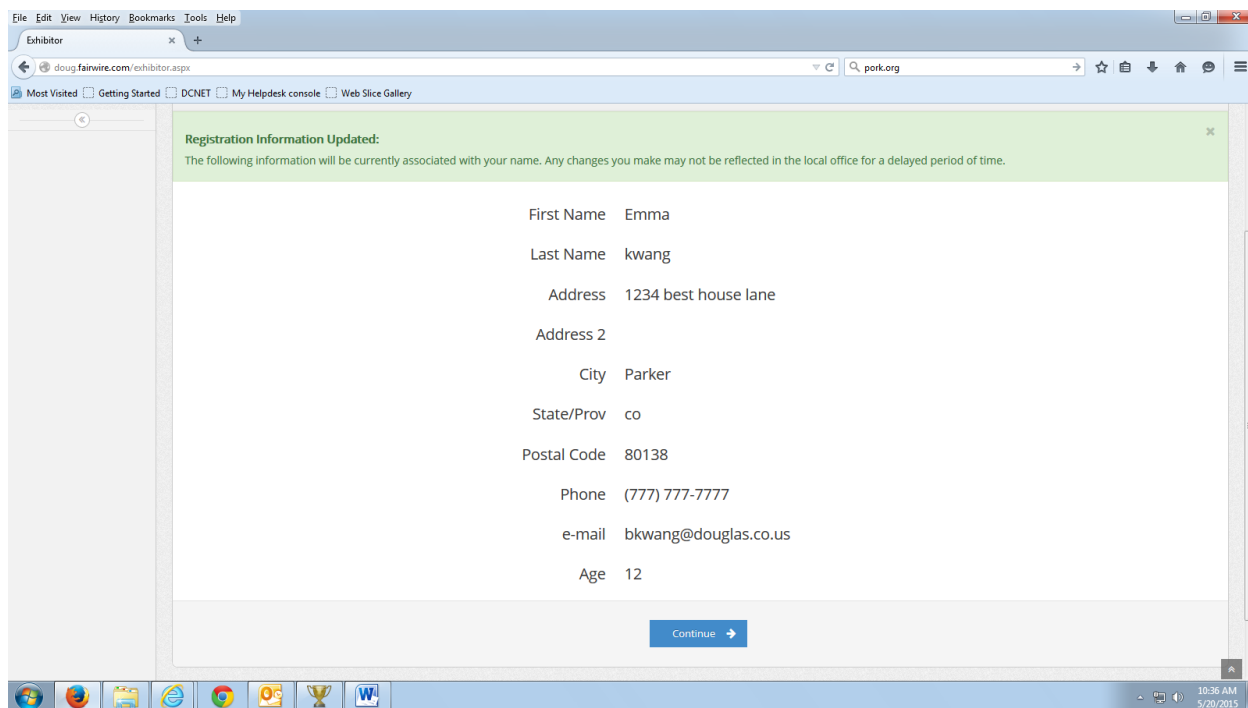 File Edit View History Bookmarks Tools Help
Exhibitor × +
doug.fairwire.com/exhibitor.aspx pork.org
Most Visited Getting Started DCNET My Helpdesk console Web Slice Gallery
Registration Information Updated: ×
The following information will be currently associated with your name. Any changes you make may not be reflected in the local office for a delayed period of time.
First Name Emma
Last Name kwang
Address 1234 best house lane
Address 2
City Parker
State/Prov co
Postal Code 80138
Phone (777) 777-7777
e-mail bkwang@douglas.co.us
Age 12
Continue
10:36 AM
5/20/2015